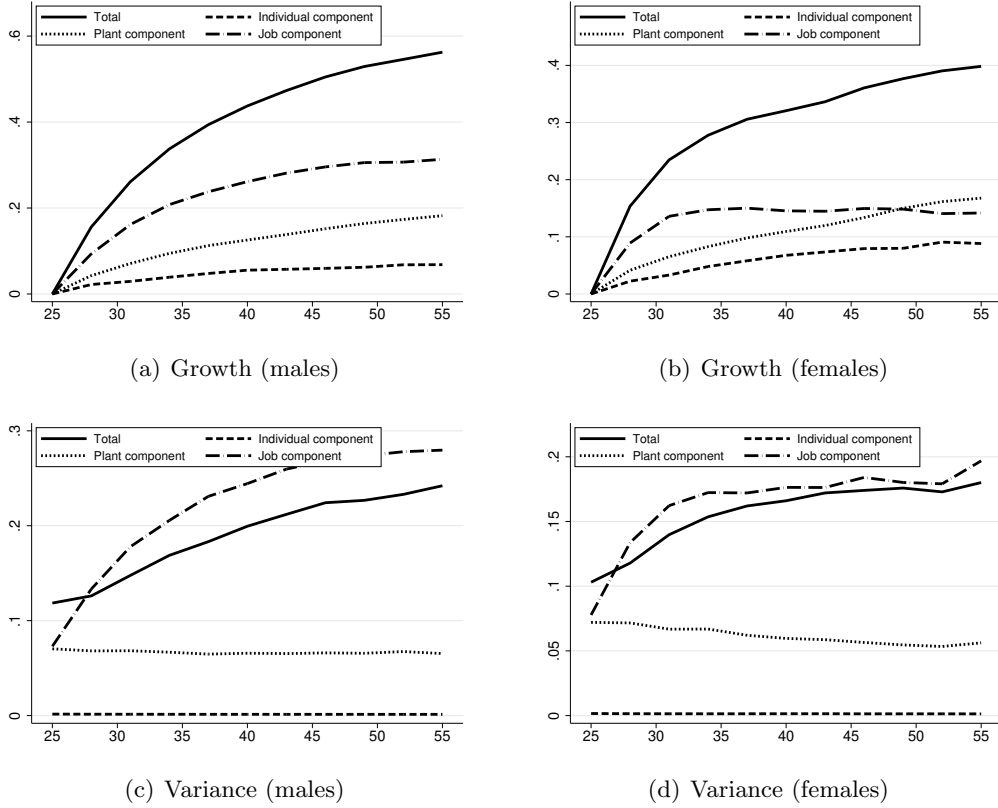 Total
Individual component
Plant component
Job component
.6
.4
.2
0
25 30 35 40 45 50 55
(a) Growth (males)
Total
Individual component
Plant component
Job component
.4
.3
.2
.1
0
25 30 35 40 45 50 55
(b) Growth (females)
Total
Individual component
Plant component
Job component
.3
.2
.1
0
25 30 35 40 45 50 55
(c) Variance (males)
Total
Individual component
Plant component
Job component
.2
.15
.1
.05
0
25 30 35 40 45 50 55
(d) Variance (females)